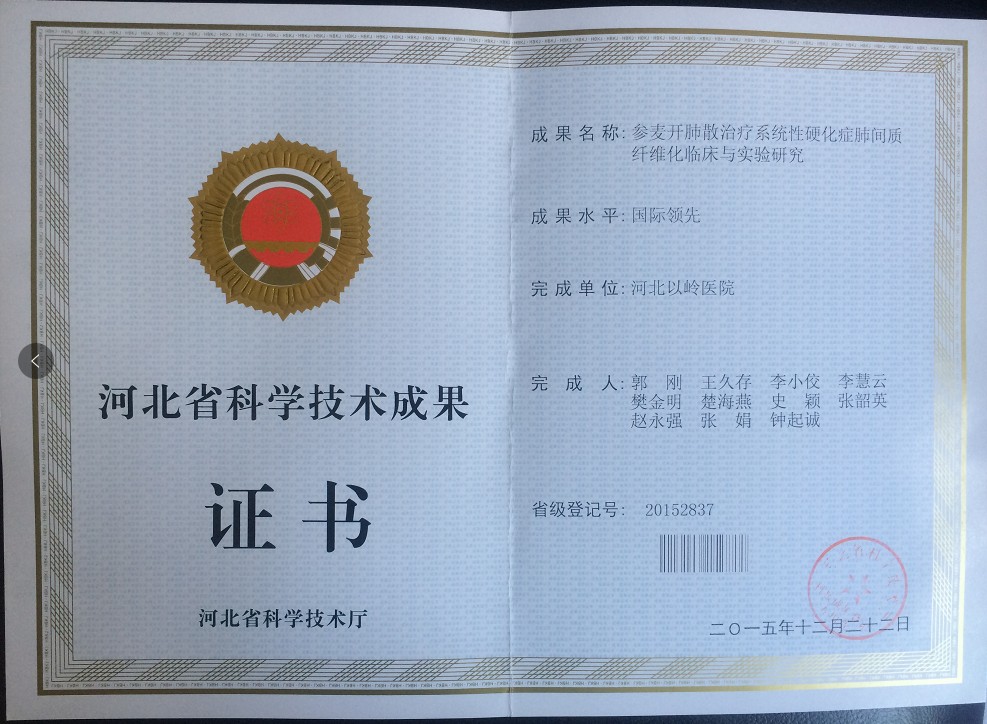 河北省科学技术成果
证书
河北省科学技术厅
成果名称：参麦开肺散治疗系统性硬化症肺间质
纤维化临床与实验研究
成果水平：国际领先
完成单位：河北以岭医院
完成人：郭 刚 王久存 李小佼 李慧云
樊金明 楚海燕 史 颖 张韶英
赵永强 张 娟 钟起诚
省级登记号： 20152837
二〇一五年十二月二十二日